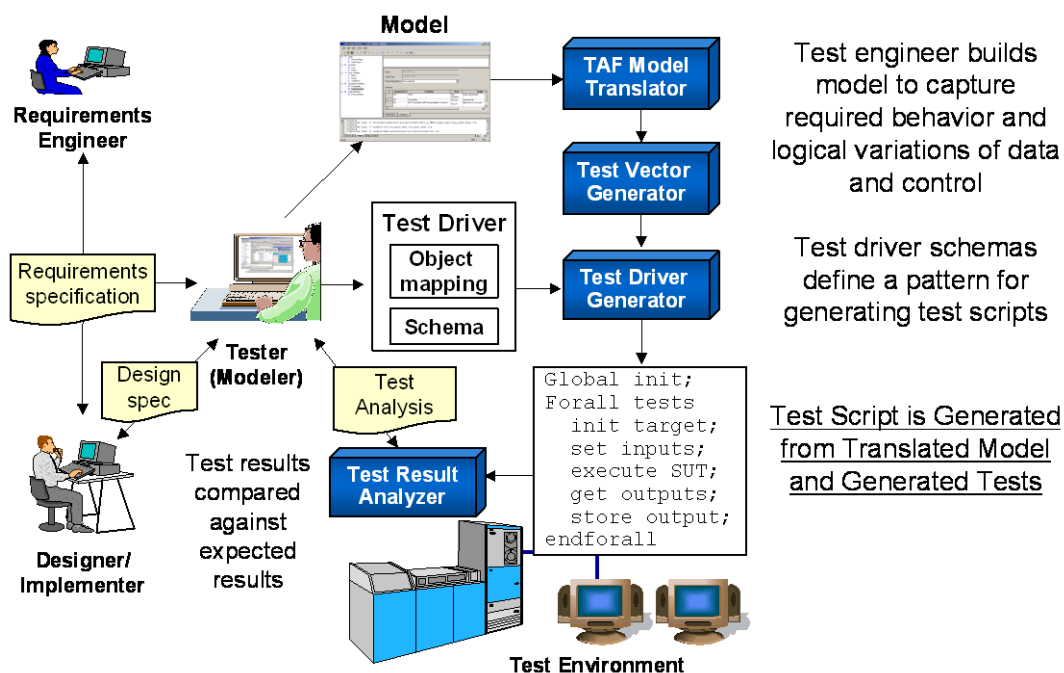 Model
Requirements
Engineer
TAF Model
Translator
Test engineer builds
model to capture
required behavior and
logical variations of data
and control
Test Vector
Generator
Requirements
specification
Test Driver
Object
mapping
Schema
Test Driver
Generator
Test driver schemas
define a pattern for
generating test scripts
Tester
(Modeler)
Design
spec
Test
Analysis
Global init;
Forall tests
init target;
set inputs;
execute SUT;
get outputs;
store output;
endforall
Test Script is Generated
from Translated Model
and Generated Tests
Test results
compared
against
expected
results
Test Result
Analyzer
Designer/
Implementer
Test Environment